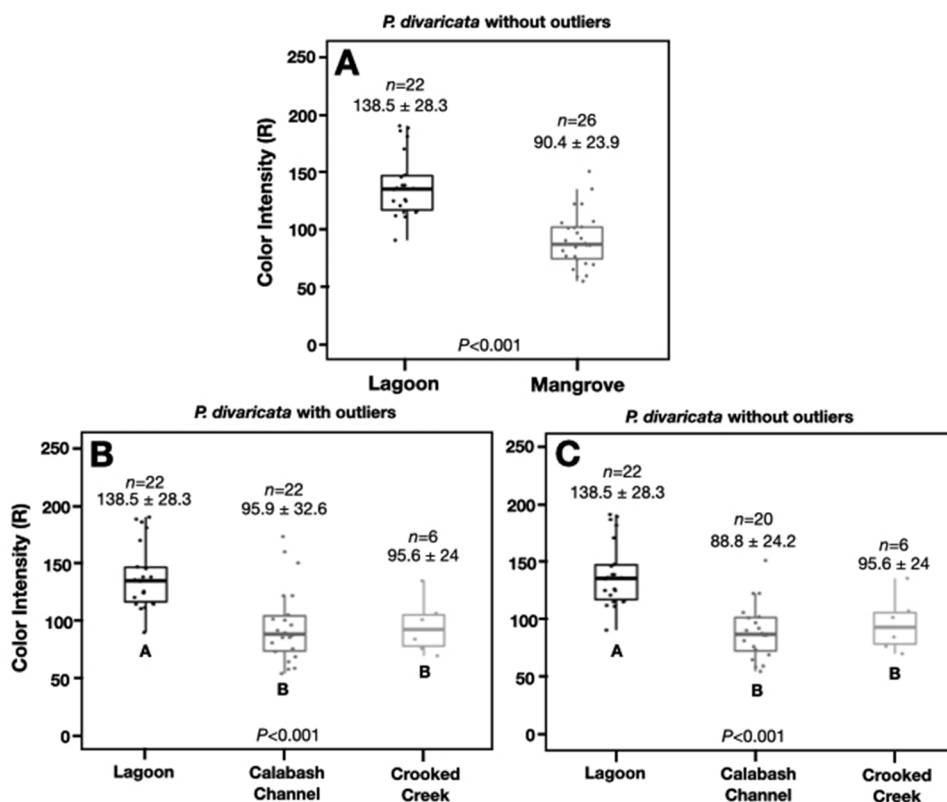 P. divaricata without outliers
A
250
200
150
100
50
0
Color Intensity (R)
n=22
138.5 ± 28.3
n=26
90.4 ± 23.9
P<0.001
Lagoon
Mangrove
P. divaricata with outliers
B
250
200
150
100
50
0
Color Intensity (R)
n=22
138.5 ± 28.3
n=22
95.9 ± 32.6
n=6
95.6 ± 24
A
B
B
P<0.001
Lagoon
Calabash
Channel
Crooked
Creek
P. divaricata without outliers
C
250
200
150
100
50
0
n=22
138.5 ± 28.3
n=20
88.8 ± 24.2
n=6
95.6 ± 24
A
B
B
P<0.001
Lagoon
Calabash
Channel
Crooked
Creek